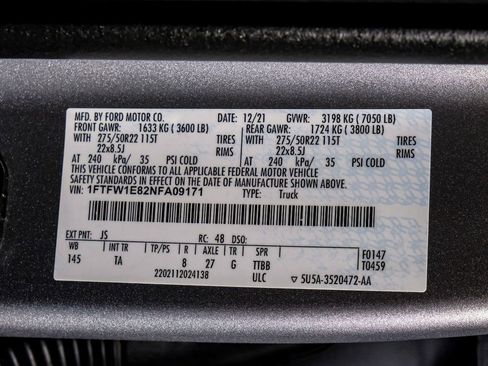 MFD. BY FORD MOTOR CO. 12/21 GVWR: 3198 KG ( 7050 LB)
FRONT GAWR: 1633 KG ( 3600 LB) REAR GAWR: 1724 KG ( 3800 LB)
275/50R22 115T TIRES 275/50R22 115T TIRES
22x8.5J RIMS 22x8.5J RIMS
AT 240 kPa/ 35 PSI COLD AT 240 kPa/ 35 PSI COLD
THIS VEHICLE CONFORMS TO ALL APPLICABLE FEDERAL MOTOR VEHICLE
SAFETY STANDARDS IN EFFECT ON THE DATE OF MANUFACTURE SHOWN ABOVE.
VIN: 1FTFW1E82NFA09171 TYPE: Truck
EXT PNT: JS RC: 48 DSO:
WB INT TR TP/PS R AXLE TR SPR F0147
145 TA 8 27 G TTBB T0459
2202112024138 ULC 5U5A-3520472-AA